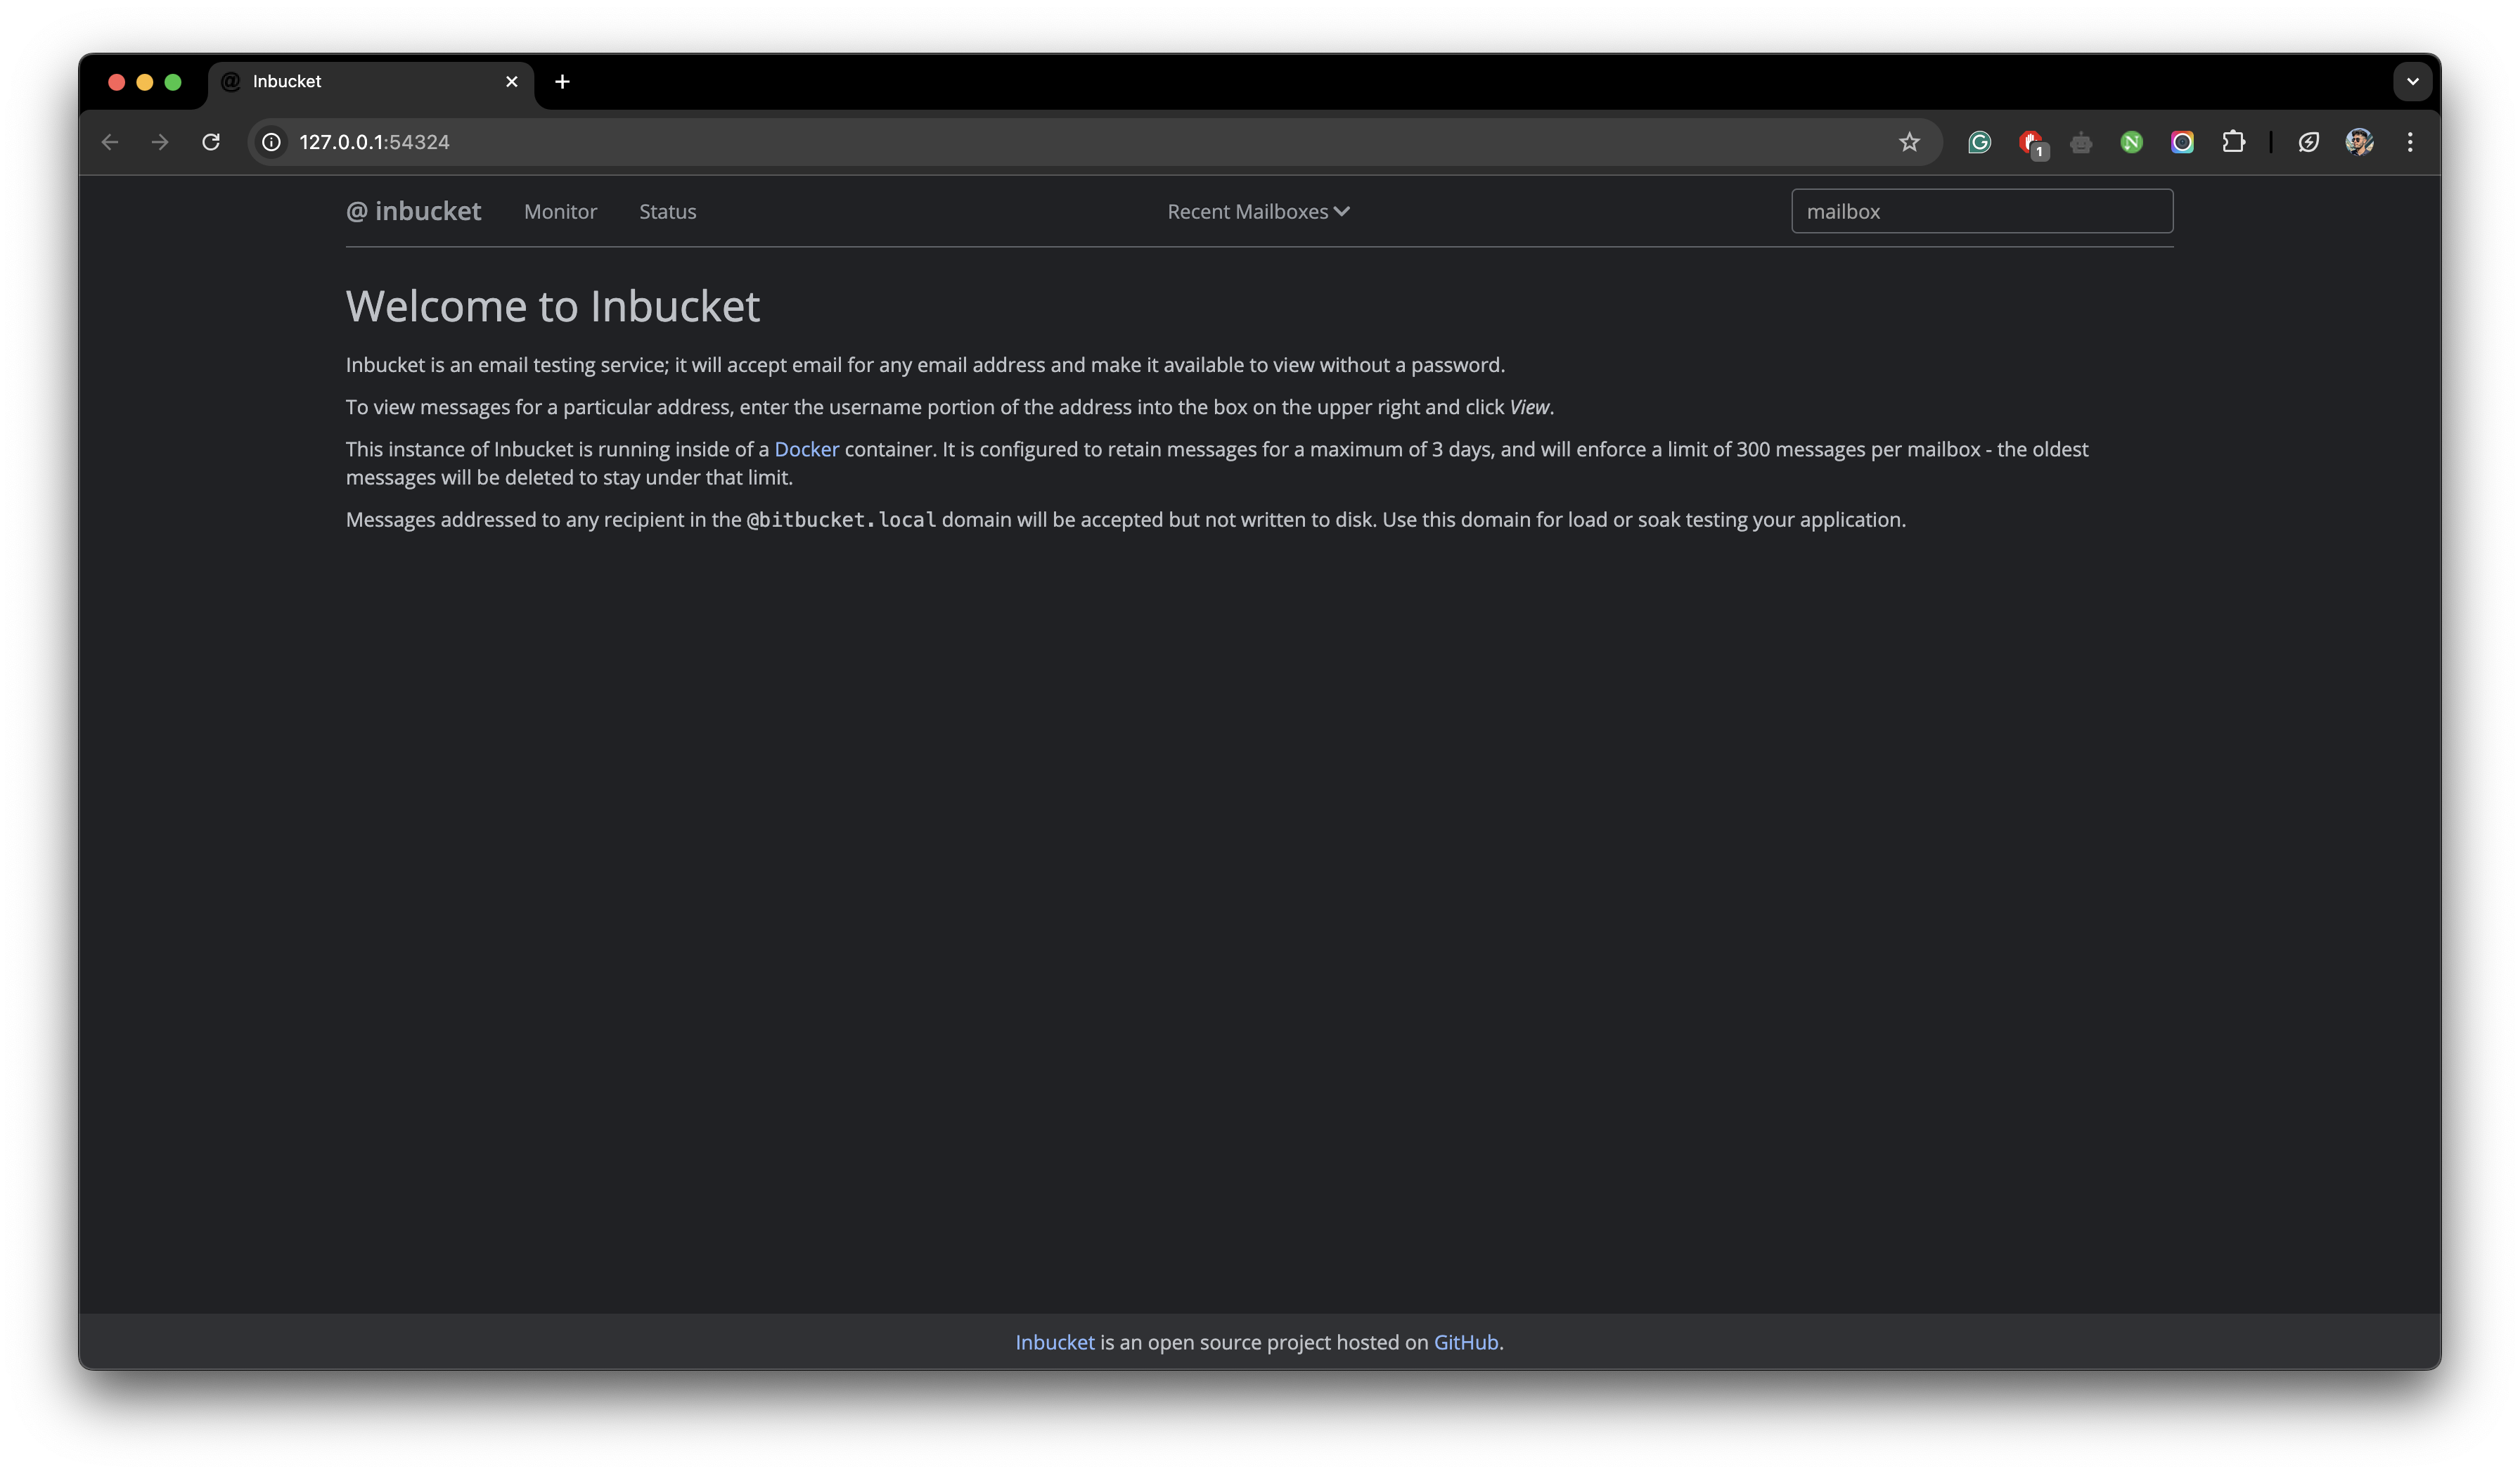 Inbucket
127.0.0.1:54324
1
@ inbucket Monitor Status Recent Mailboxes mailbox
Welcome to Inbucket
Inbucket is an email testing service; it will accept email for any email address and make it available to view without a password.
To view messages for a particular address, enter the username portion of the address into the box on the upper right and click View.
This instance of Inbucket is running inside of a Docker container. It is configured to retain messages for a maximum of 3 days, and will enforce a limit of 300 messages per mailbox - the oldest
messages will be deleted to stay under that limit.
Messages addressed to any recipient in the @bitbucket.local domain will be accepted but not written to disk. Use this domain for load or soak testing your application.
Inbucket is an open source project hosted on GitHub.